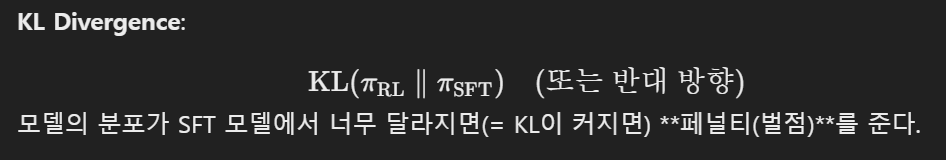 KL Divergence:
KL(π_RL ∥ π_SFT) (또는 반대 방향)
모델의 분포가 SFT 모델에서 너무 달라지면(= KL이 커지면) **페널티(벌점)**를 준다.